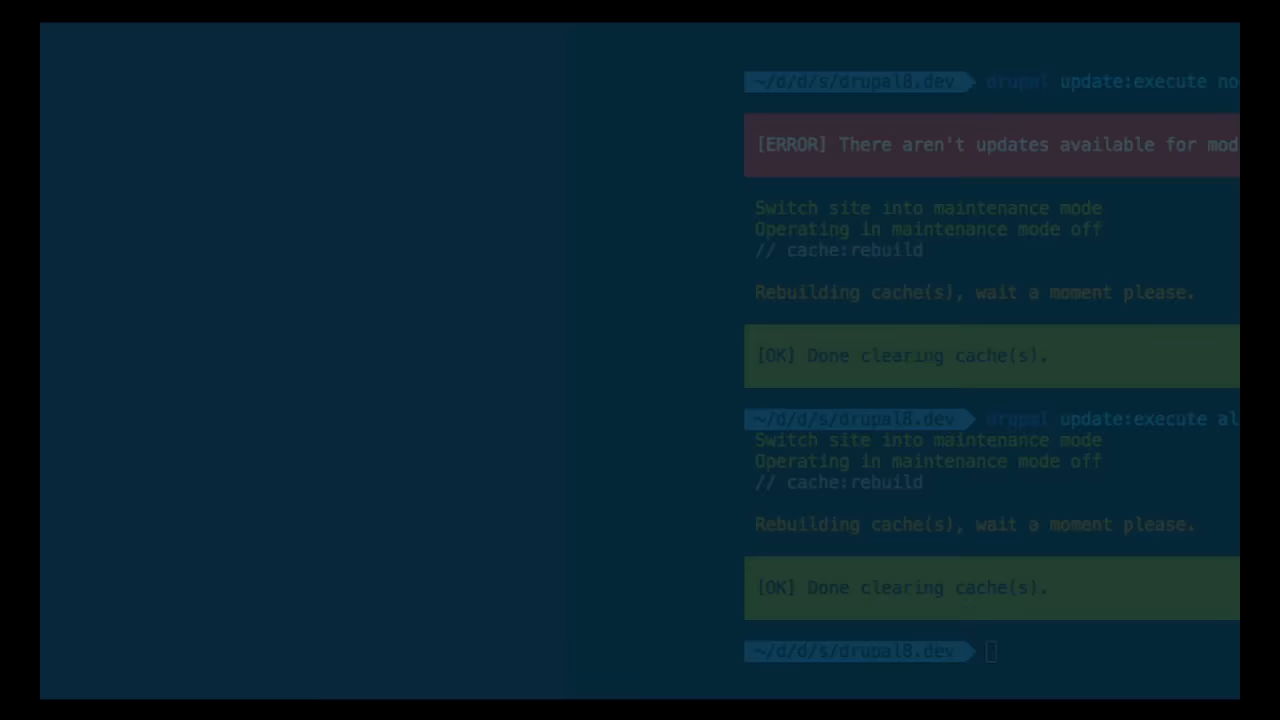 ~/d/d/s/drupal8.dev drupal update:execute no
[ERROR] There aren't updates available for mod
Switch site into maintenance mode
Operating in maintenance mode off
// cache:rebuild
Rebuilding cache(s), wait a moment please.
[OK] Done clearing cache(s).
~/d/d/s/drupal8.dev drupal update:execute al
Switch site into maintenance mode
Operating in maintenance mode off
// cache:rebuild
Rebuilding cache(s), wait a moment please.
[OK] Done clearing cache(s).
~/d/d/s/drupal8.dev